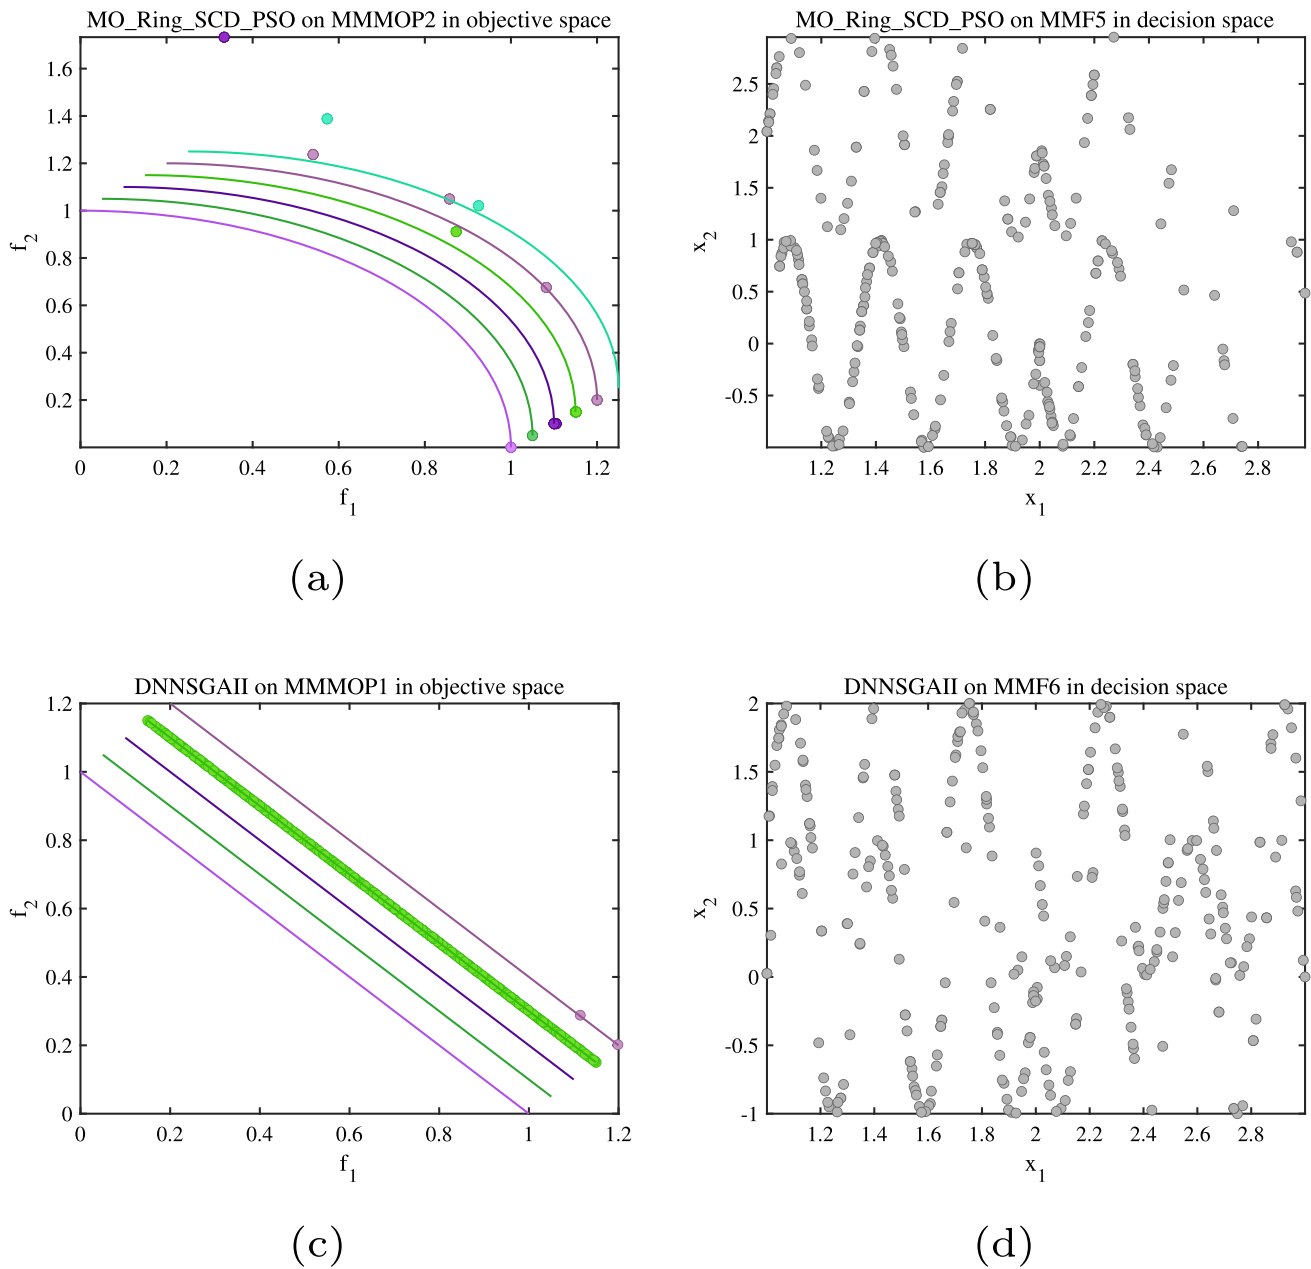 MO_Ring_SCD_PSO on MMMOP2 in objective space
1.6
1.4
1.2
1
0.8
0.6
0.4
0.2
f2
0 0.2 0.4 0.6 0.8 1 1.2
f1
(a)
MO_Ring_SCD_PSO on MMF5 in decision space
2.5
2
1.5
1
0.5
0
-0.5
x2
1.2 1.4 1.6 1.8 2 2.2 2.4 2.6 2.8
x1
(b)
DNNSGAII on MMMOP1 in objective space
1.2
1
0.8
0.6
0.4
0.2
0
f2
0 0.2 0.4 0.6 0.8 1 1.2
f1
(c)
DNNSGAII on MMF6 in decision space
2
1.5
1
0.5
0
-0.5
-1
x2
1.2 1.4 1.6 1.8 2 2.2 2.4 2.6 2.8
x1
(d)